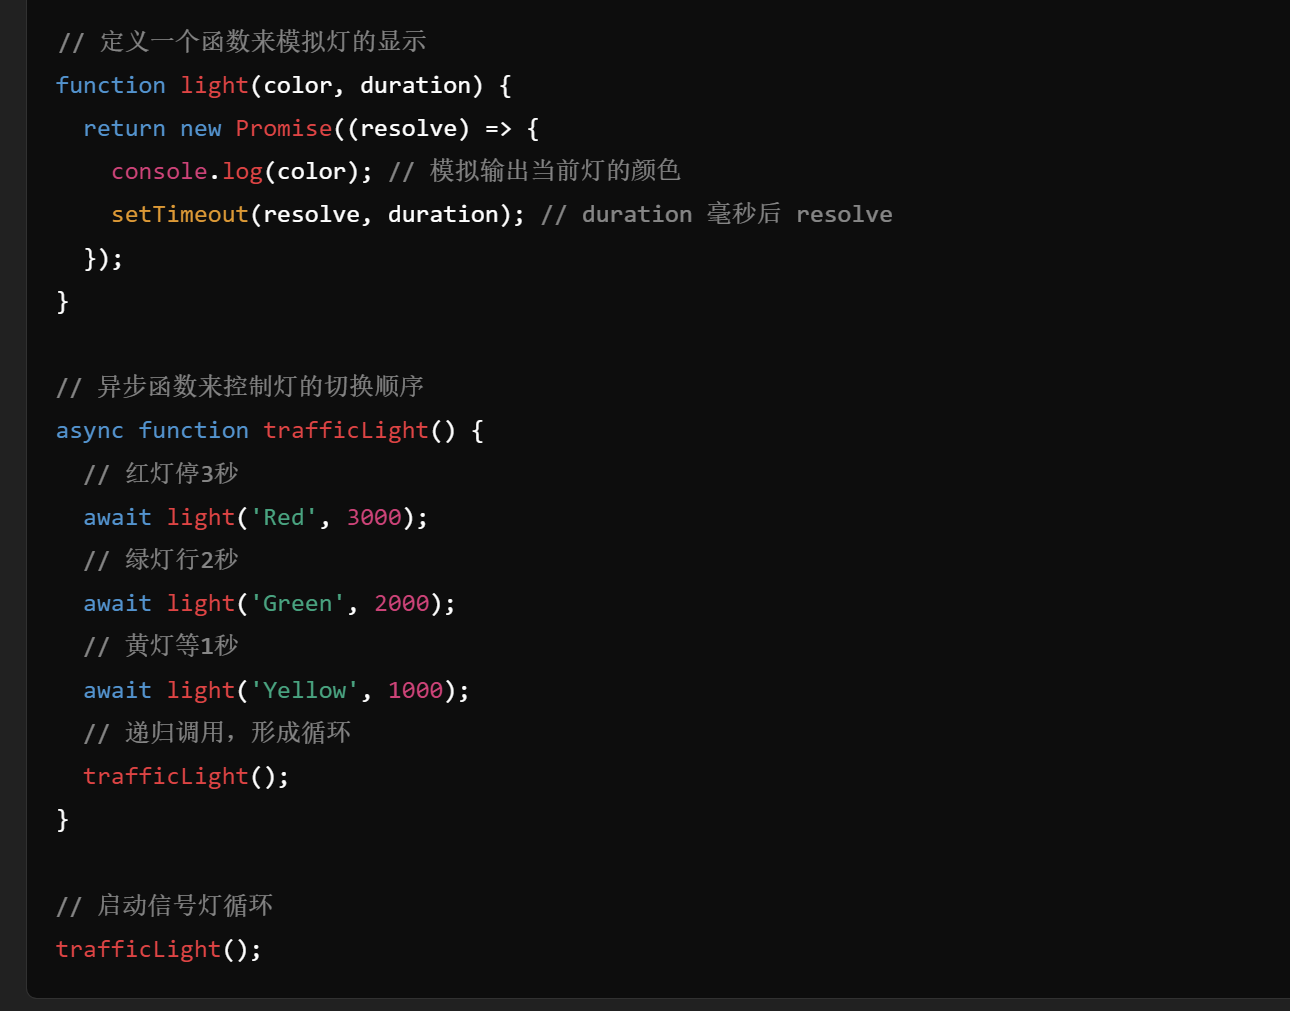 // 定义一个函数来模拟灯的显示
function light(color, duration) {
  return new Promise((resolve) => {
    console.log(color); // 模拟输出当前灯的颜色
    setTimeout(resolve, duration); // duration 毫秒后 resolve
  });
}
// 异步函数来控制灯的切换顺序
async function trafficLight() {
  // 红灯停3秒
  await light('Red', 3000);
  // 绿灯行2秒
  await light('Green', 2000);
  // 黄灯等1秒
  await light('Yellow', 1000);
  // 递归调用，形成循环
  trafficLight();
}
// 启动信号灯循环
trafficLight();